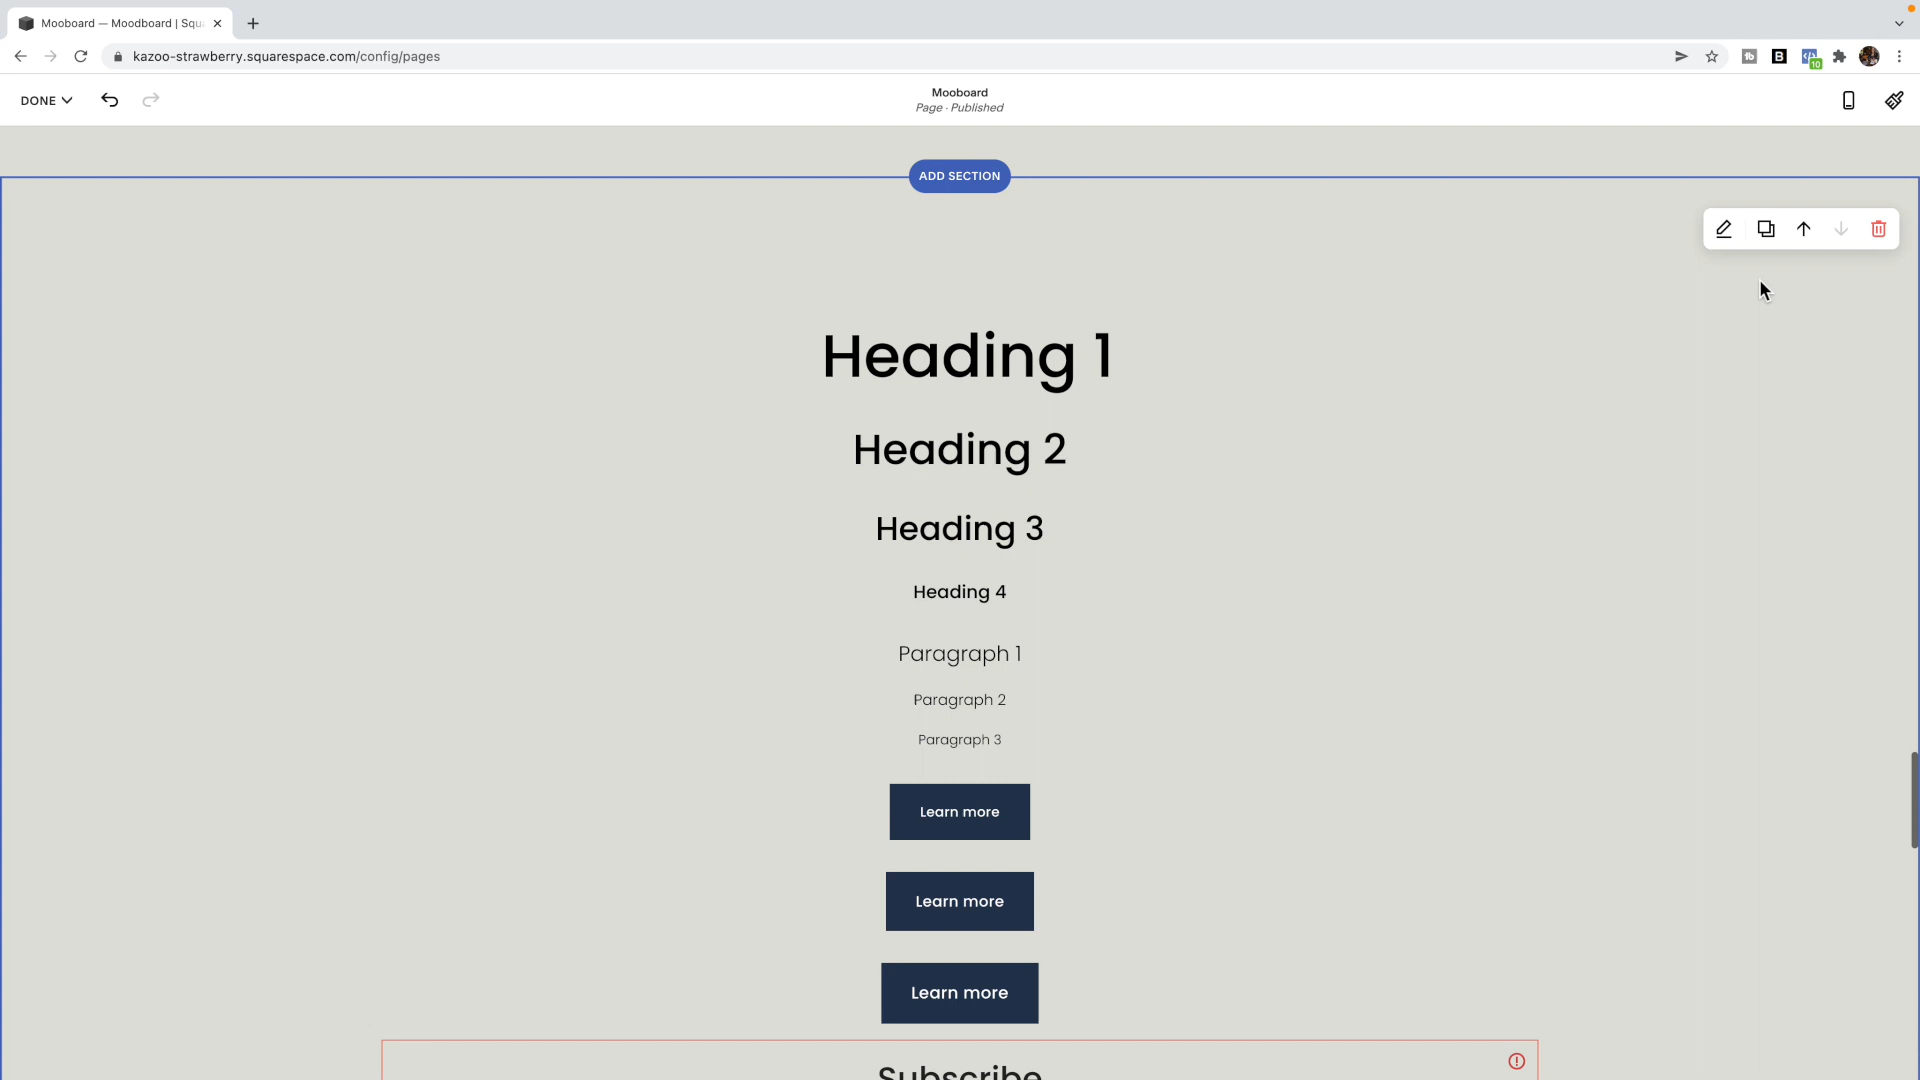 Mooboard — Moodboard | Squ
kazoo-strawberry.squarespace.com/config/pages
10
DONE
Mooboard
Page · Published
ADD SECTION
Heading 1
Heading 2
Heading 3
Heading 4
Paragraph 1
Paragraph 2
Paragraph 3
Learn more
Learn more
Learn more
Subscribe